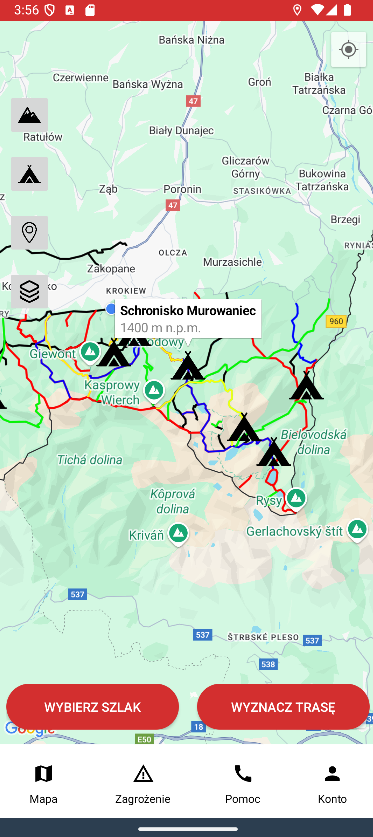 3:56
Bańska Niżna
Czerwienne
Bańska Wyżna
Groń
Białka
Tatrzańska
47
Czarna Gó
Ratułów
Biały Dunajec
Gliczarów
Górny
Bukowina
Tatrzańska
Ząb
Poronin
STASIKÓWKA
47
Brzegi
OLCZA
RYNIAS
Murzasichle
Zakopane
KROKIEW
Schronisko Murowaniec
1400 m n.p.m.
960
Giewont
Kasprowy
Wierch
Bielovodská
dolina
Tichá dolina
Kôprová
dolina
Rysy
Kriváň
Gerlachovský štít
537
537
ŠTRBSKÉ PLESO
537
538
WYBIERZ SZLAK
WYZNACZ TRASĘ
18
Google
E50
Mapa
Zagrożenie
Pomoc
Konto